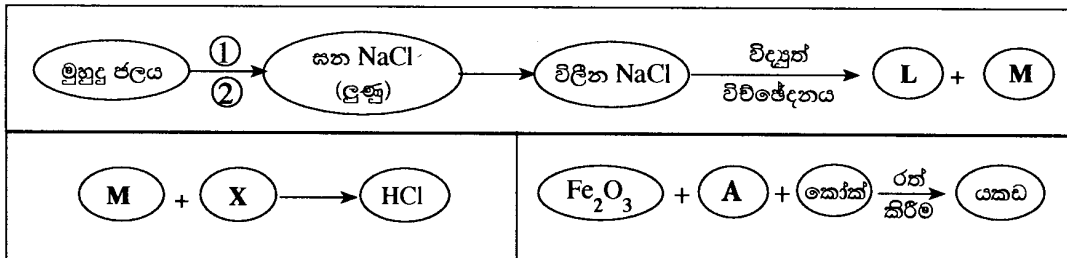 මුහුදු ජලය ① ② ඝන NaCl (ලුණු) විලීන NaCl විද්‍යුත් විච්ඡේදනය L + M
M + X HCl
Fe₂O₃ + A + කෝක් රත් කිරීම යකඩ